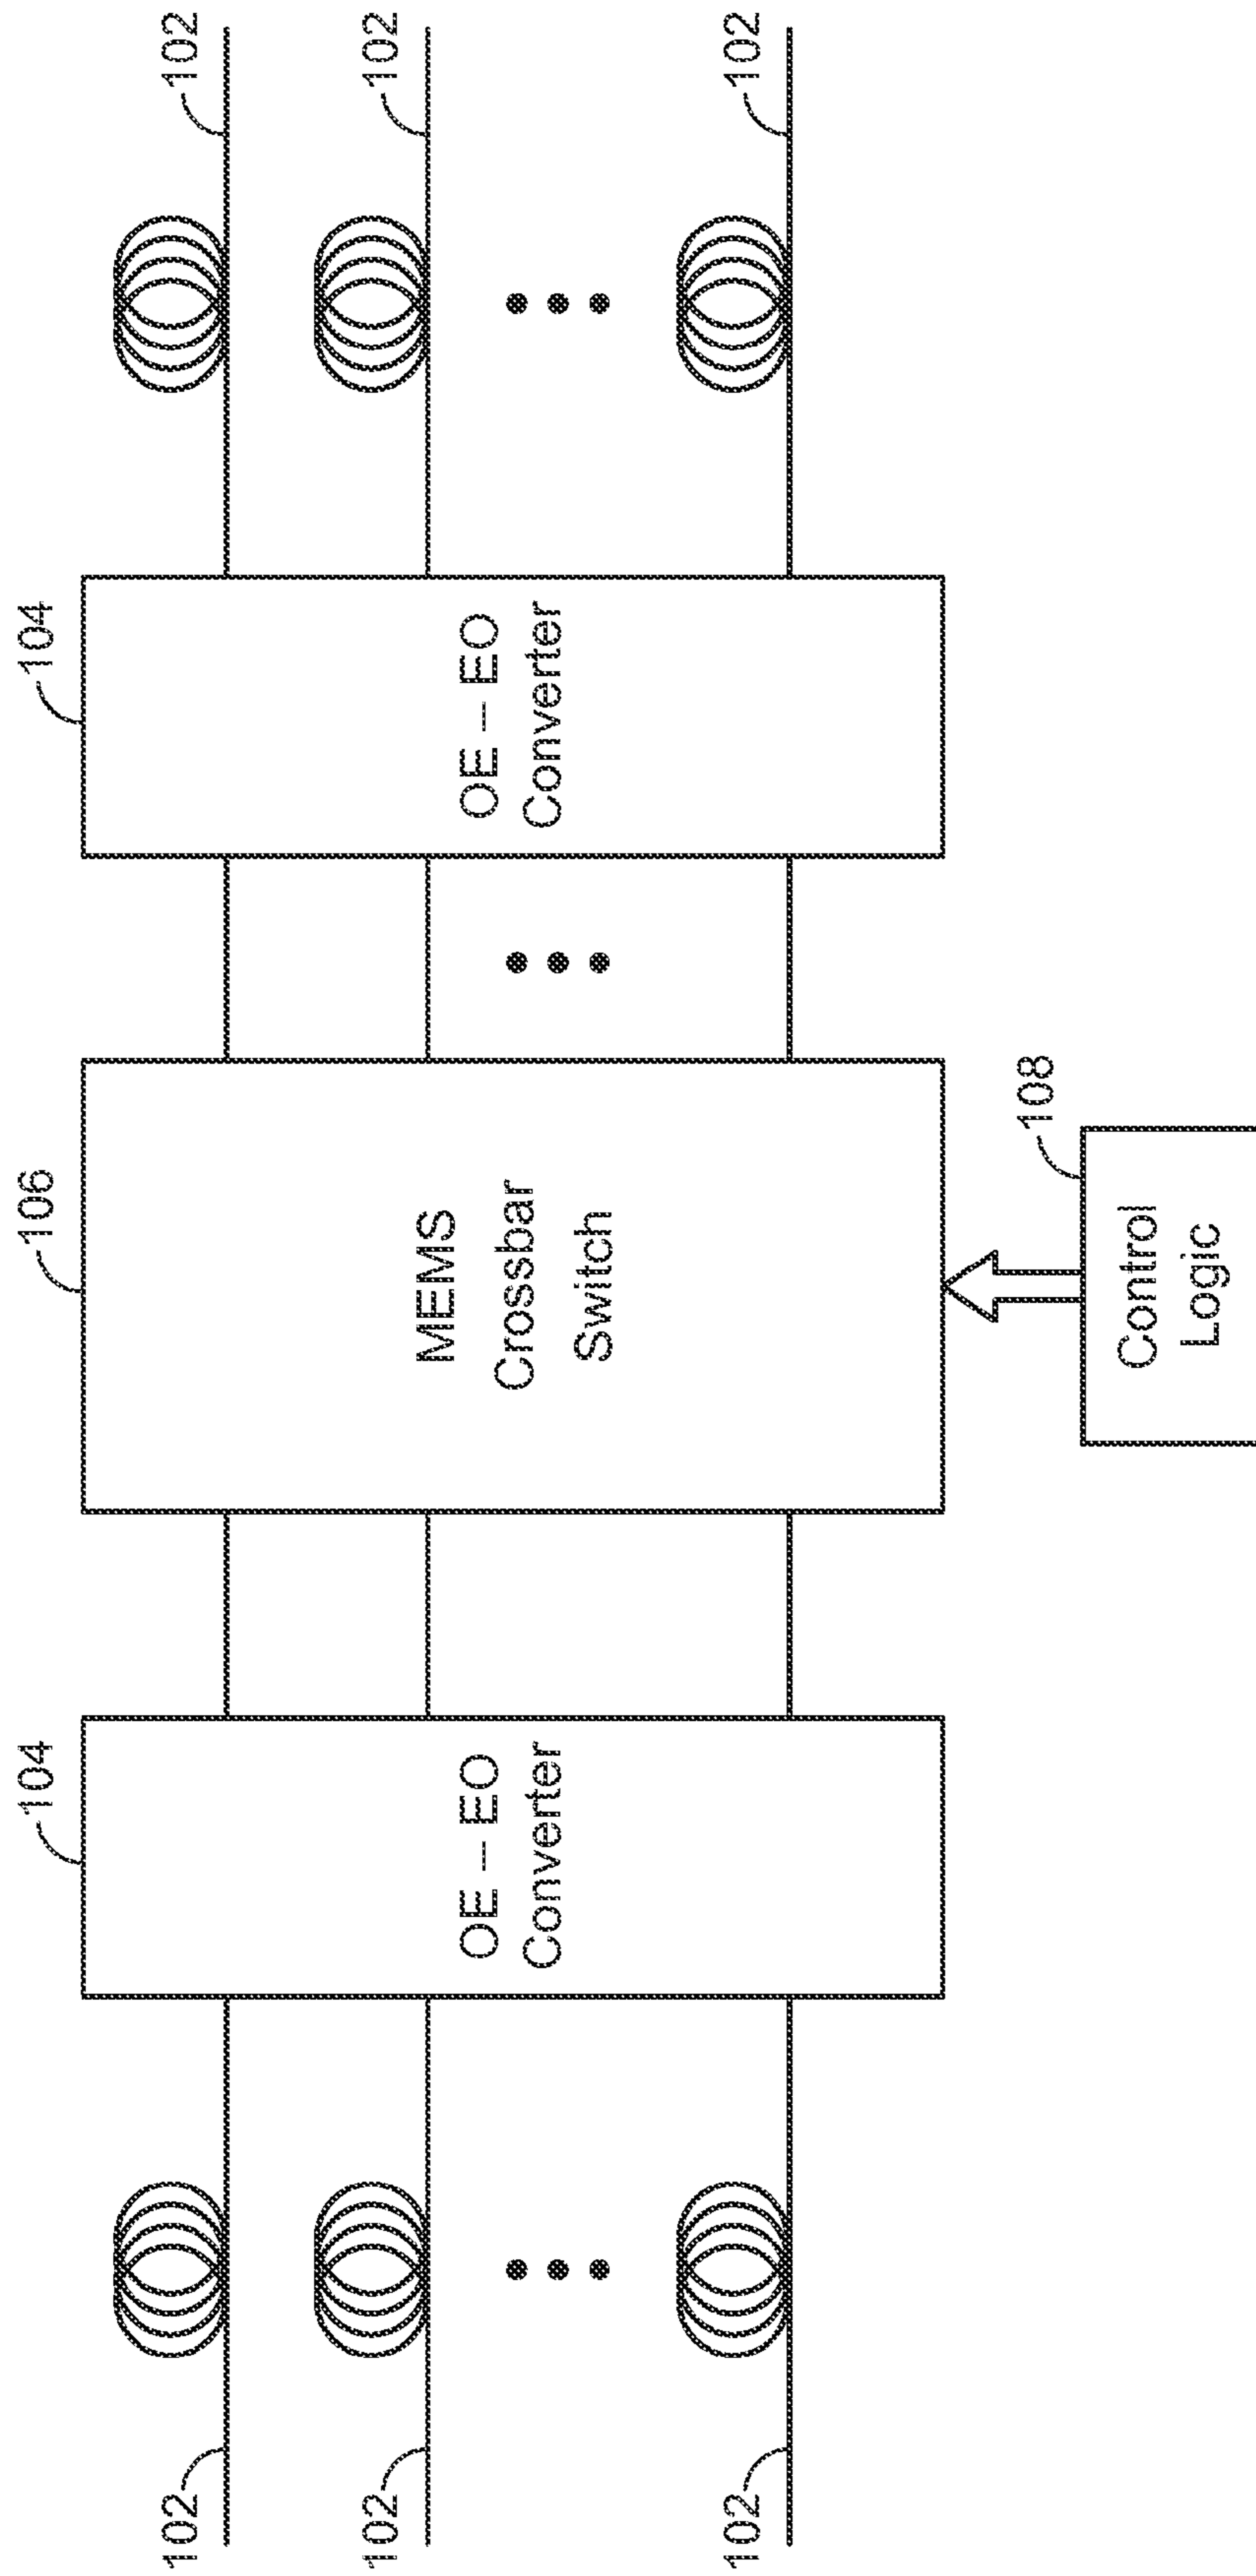 104
106
104
102
102
102
102
102
102
OE – EO
Converter
MEMS
Crossbar
Switch
OE – EO
Converter
108
Control
Logic